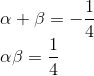 α + β = −1/4
αβ = 1/4